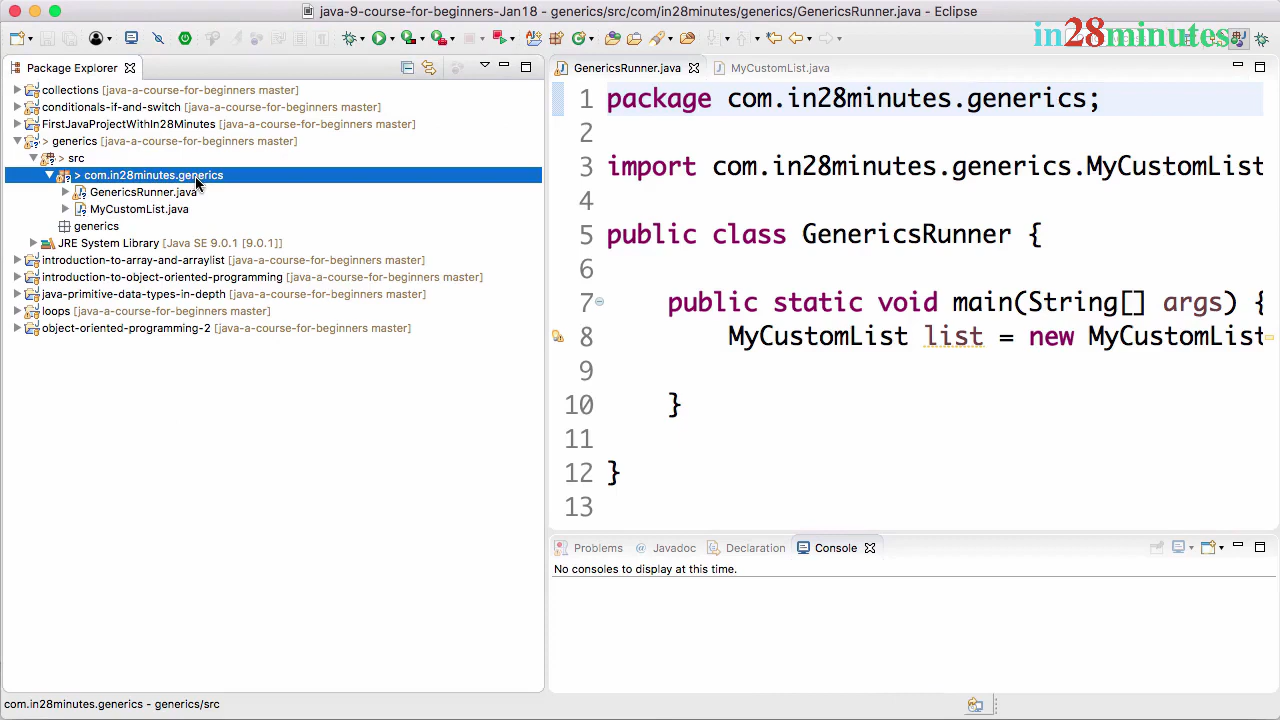 java-9-course-for-beginners-Jan18 - generics/src/com/in28minutes/generics/GenericsRunner.java - Eclipse
in28minutes
Package Explorer
collections [java-a-course-for-beginners master]
conditionals-if-and-switch [java-a-course-for-beginners master]
FirstJavaProjectWithIn28Minutes [java-a-course-for-beginners master]
> generics [java-a-course-for-beginners master]
> src
> com.in28minutes.generics
GenericsRunner.java
MyCustomList.java
generics
JRE System Library [Java SE 9.0.1 [9.0.1]]
introduction-to-array-and-arraylist [java-a-course-for-beginners master]
introduction-to-object-oriented-programming [java-a-course-for-beginners master]
java-primitive-data-types-in-depth [java-a-course-for-beginners master]
loops [java-a-course-for-beginners master]
object-oriented-programming-2 [java-a-course-for-beginners master]
GenericsRunner.java MyCustomList.java
1 package com.in28minutes.generics;
2
3 import com.in28minutes.generics.MyCustomList
4
5 public class GenericsRunner {
6
7 public static void main(String[] args) {
8 MyCustomList list = new MyCustomList
9
10 }
11
12 }
13
Problems @ Javadoc Declaration Console
No consoles to display at this time.
com.in28minutes.generics - generics/src